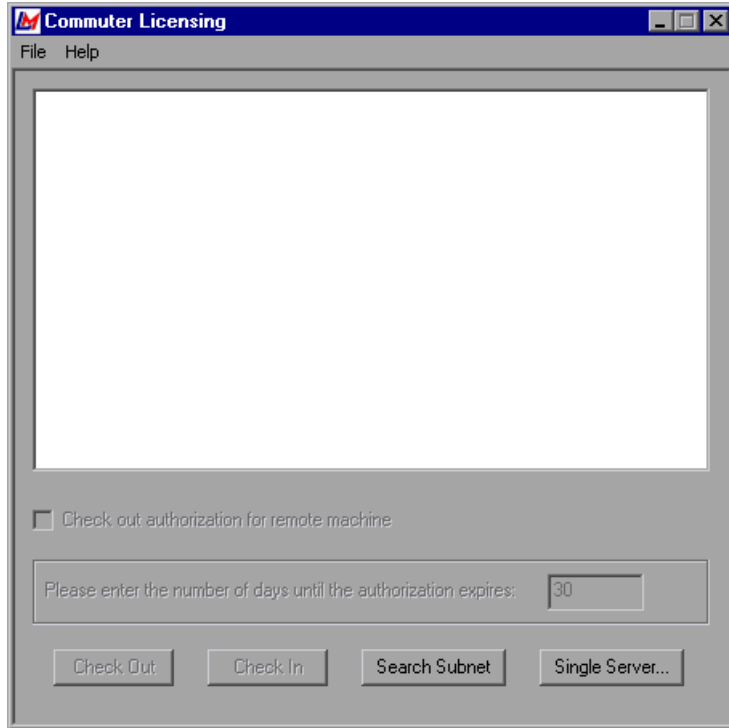 Commuter Licensing
File Help
Check out authorization for remote machine
Please enter the number of days until the authorization expires: 30
Check Out Check In Search Subnet Single Server...